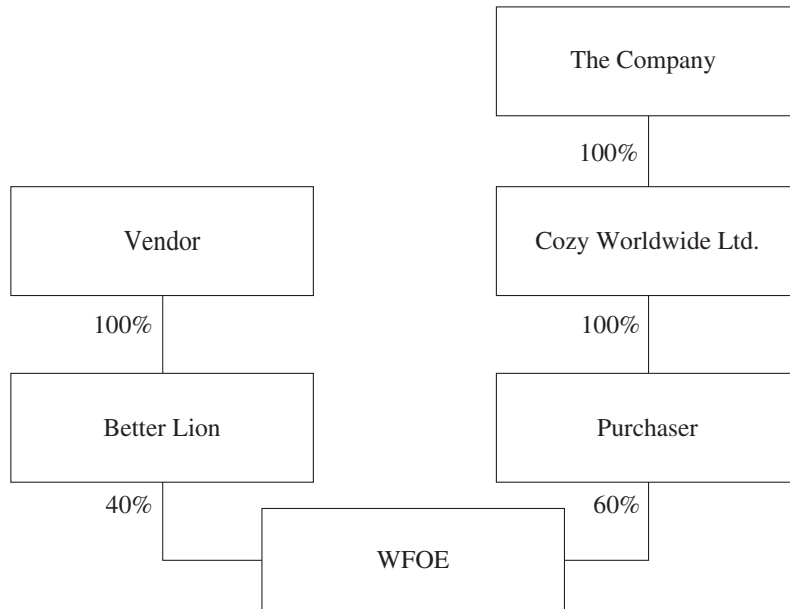 The Company
100%
Vendor
Cozy Worldwide Ltd.
100%
100%
Better Lion
Purchaser
40%
60%
WFOE